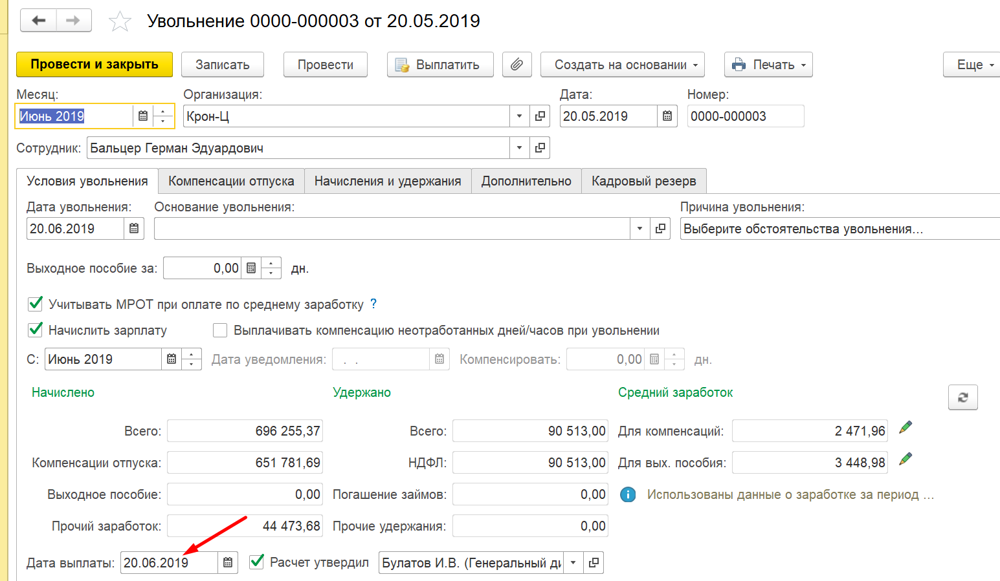 Увольнение 0000-000003 от 20.05.2019
Провести и закрыть Записать Провести Выплатить Создать на основании Печать Еще
Месяц: Организация: Дата: Номер:
Июнь 2019 Крон-Ц 20.05.2019 0000-000003
Сотрудник: Бальцер Герман Эдуардович
Условия увольнения Компенсации отпуска Начисления и удержания Дополнительно Кадровый резерв
Дата увольнения: Основание увольнения: Причина увольнения:
20.06.2019 Выберите обстоятельства увольнения...
Выходное пособие за: 0,00 дн.
Учитывать МРОТ при оплате по среднему заработку ?
Начислить зарплату Выплачивать компенсацию неотработанных дней/часов при увольнении
С: Июнь 2019 Дата уведомления: . . Компенсировать: 0,00 дн.
Начислено Удержано Средний заработок
Всего: 696 255,37 Всего: 90 513,00 Для компенсаций: 2 471,96
Компенсации отпуска: 651 781,69 НДФЛ: 90 513,00 Для вых. пособия: 3 448,98
Выходное пособие: 0,00 Погашение займов: 0,00 Использованы данные о заработке за период ...
Прочий заработок: 44 473,68 Прочие удержания: 0,00
Дата выплаты: 20.06.2019 Расчет утвердил Булатов И.В. (Генеральный ди